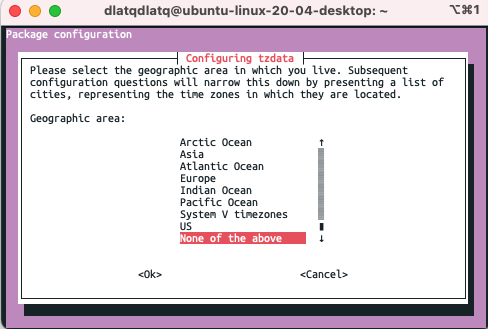 dlatqdlatq@ubuntu-linux-20-04-desktop: ~
⌥⌘1
Package configuration
Configuring tzdata
Please select the geographic area in which you live. Subsequent
configuration questions will narrow this down by presenting a list of
cities, representing the time zones in which they are located.
Geographic area:
Arctic Ocean
Asia
Atlantic Ocean
Europe
Indian Ocean
Pacific Ocean
System V timezones
US
None of the above
<Ok>
<Cancel>